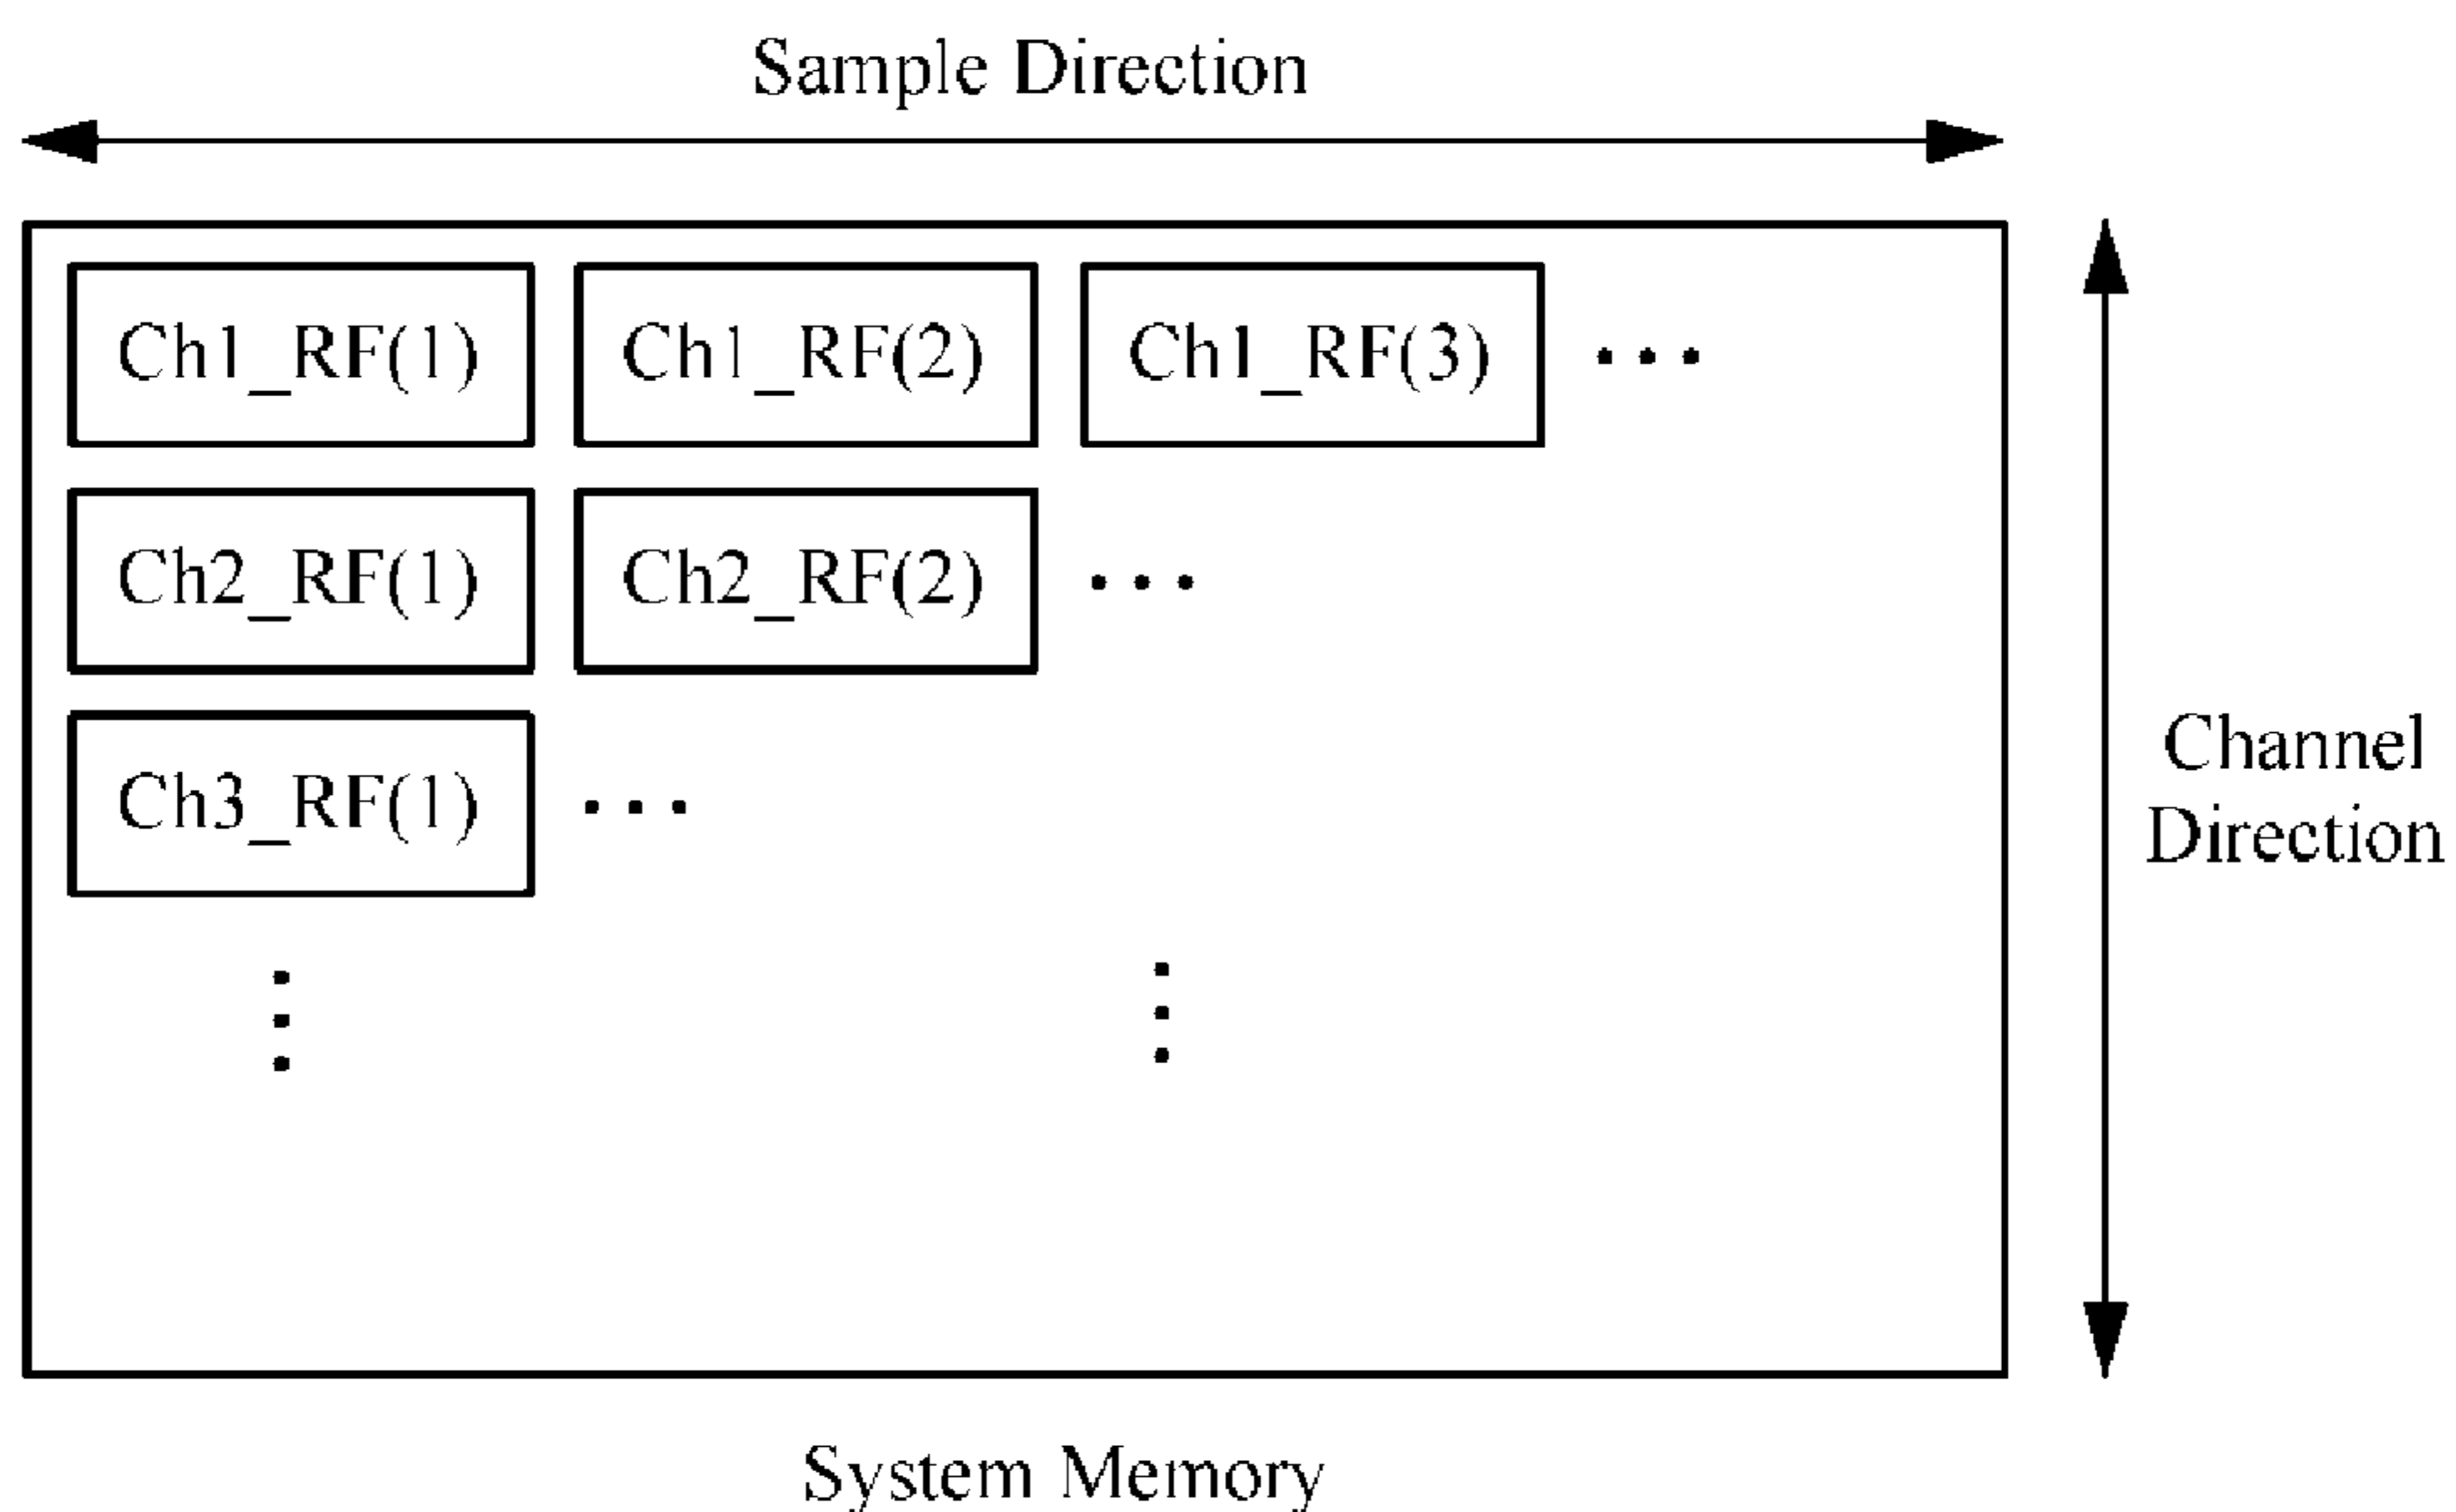 Sample Direction
Ch1_RF(1) Ch1_RF(2) Ch1_RF(3) ...
Ch2_RF(1) Ch2_RF(2) ...
Ch3_RF(1) ...
Channel
Direction
System Memory